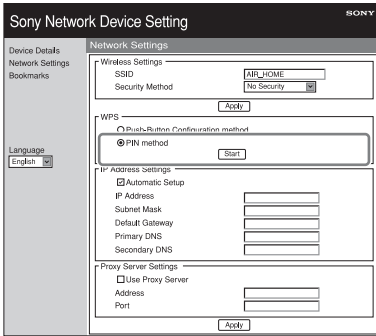 SONY
Sony Network Device Setting
Device Details
Network Settings
Bookmarks
Language
English
Network Settings
Wireless Settings
SSID AIR_HOME
Security Method No Security
Apply
WPS
Push-Button Configuration method
PIN method
Start
IP Address Settings
Automatic Setup
IP Address
Subnet Mask
Default Gateway
Primary DNS
Secondary DNS
Proxy Server Settings
Use Proxy Server
Address
Port
Apply